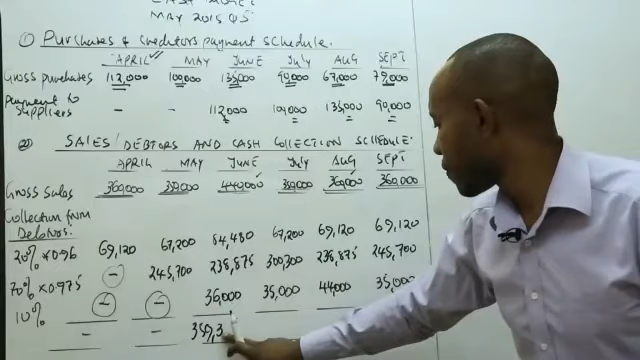 MAY 2015 Q5
① Purchases & creditors payment schedule.
APRIL MAY JUNE July AUG SEPT
Gross purchases 112,000 100,000 135,000 90,000 67,000 79,000
Payment to suppliers - - 112,000 100,000 135,000 90,000
② SALES/DEBTORS AND CASH COLLECTION SCHEDULE.
APRIL MAY JUNE July AUG SEPT
Gross Sales 360,000 350,000 440,000 350,000 360,000 360,000
Collection from Debtors:
20% x 0.96 69,120 67,200 84,480 67,200 69,120 69,120
70% x 0.975 - 245,700 238,875 300,300 238,875 245,700
10% - - 36,000 35,000 44,000 35,000
- - 359,3